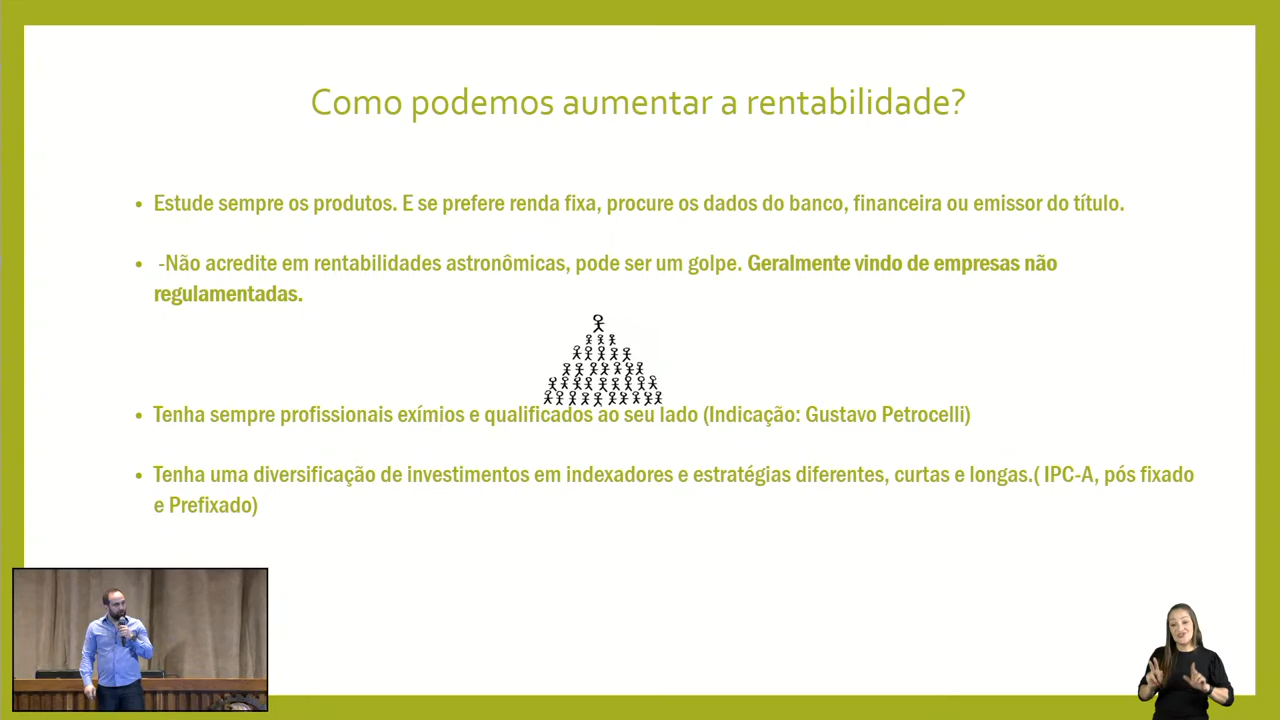 Como podemos aumentar a rentabilidade?
• Estude sempre os produtos. E se prefere renda fixa, procure os dados do banco, financeira ou emissor do título.
• -Não acredite em rentabilidades astronômicas, pode ser um golpe. Geralmente vindo de empresas não
regulamentadas.
• Tenha sempre profissionais exímios e qualificados ao seu lado (Indicação: Gustavo Petrocelli)
• Tenha uma diversificação de investimentos em indexadores e estratégias diferentes, curtas e longas.( IPC-A, pós fixado
e Prefixado)